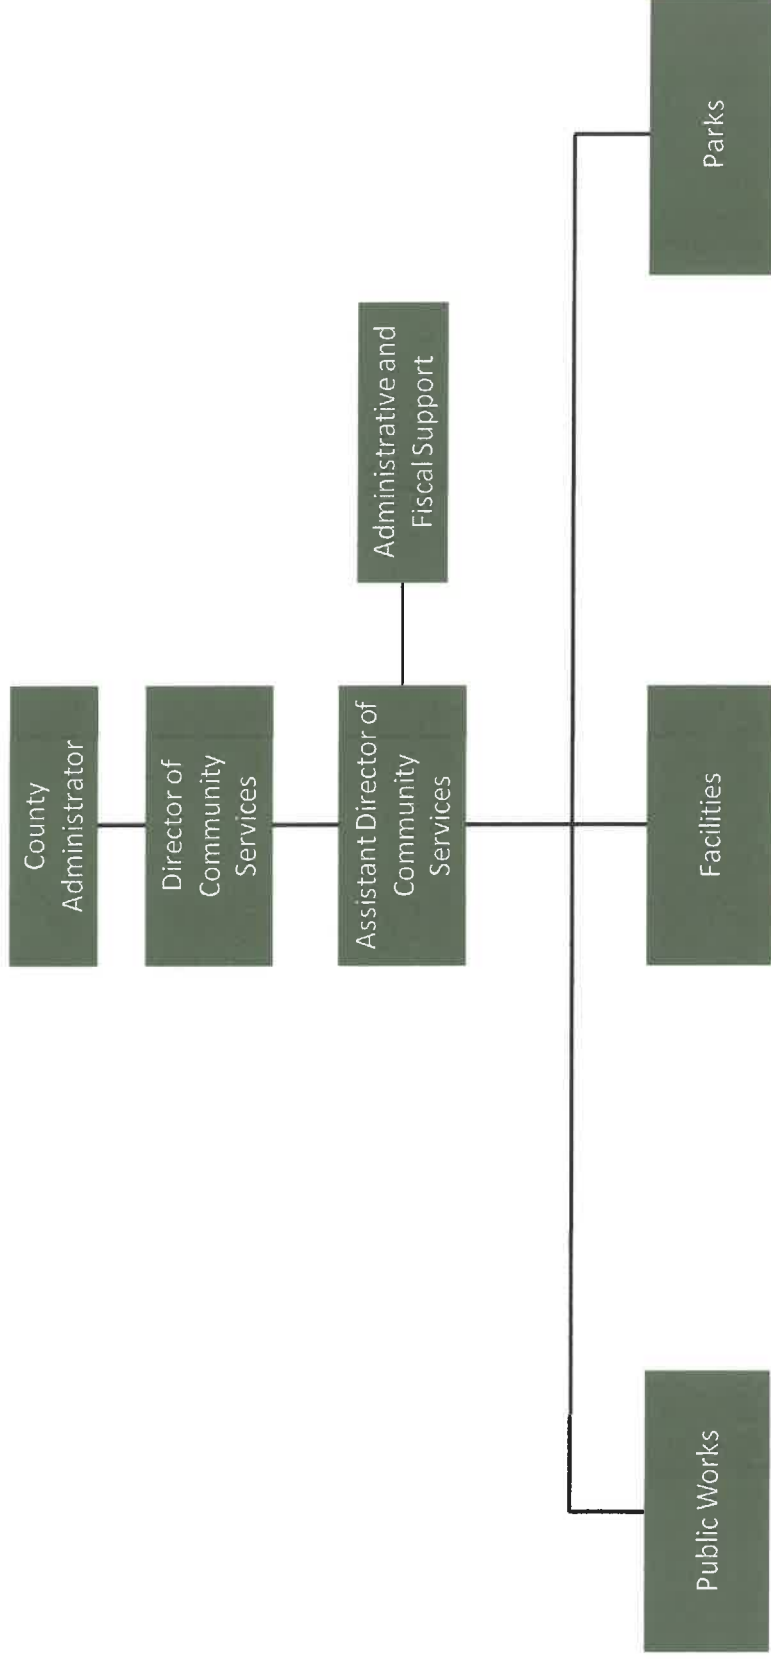 County
Administrator
Director of
Community
Services
Assistant Director of
Community
Services
Administrative and
Fiscal Support
Public Works
Facilities
Parks